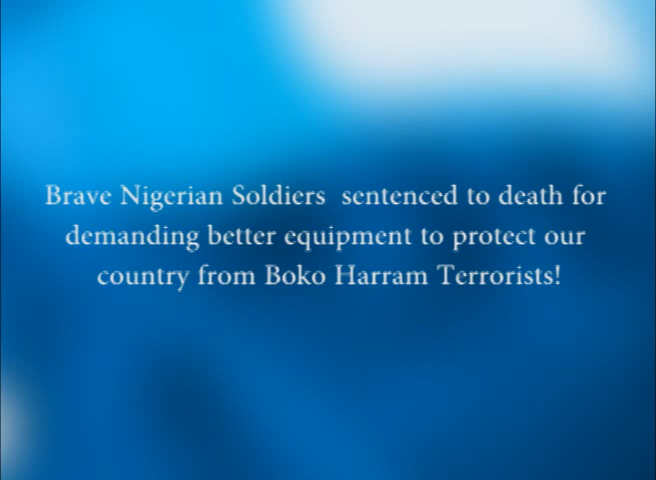 Brave Nigerian Soldiers  sentenced to death for
demanding better equipment to protect our
country from Boko Harram Terrorists!